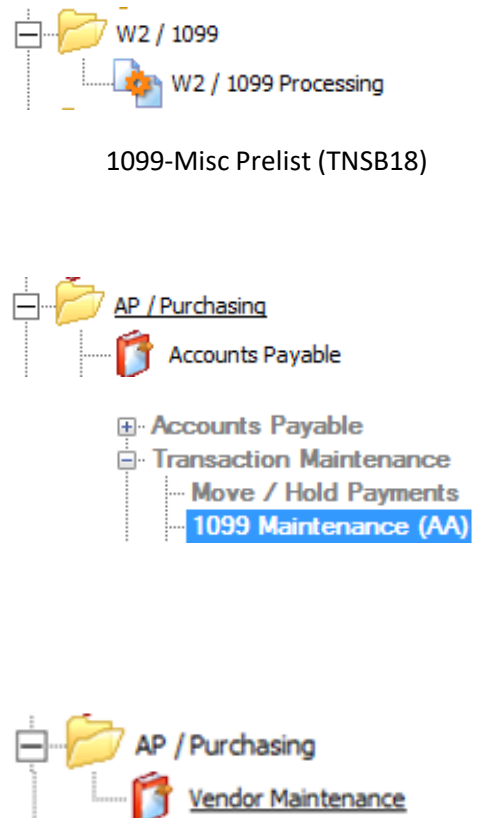 W2 / 1099
W2 / 1099 Processing
1099-Misc Prelist (TNSB18)
AP / Purchasing
Accounts Payable
Accounts Payable
Transaction Maintenance
Move / Hold Payments
1099 Maintenance (AA)
AP / Purchasing
Vendor Maintenance